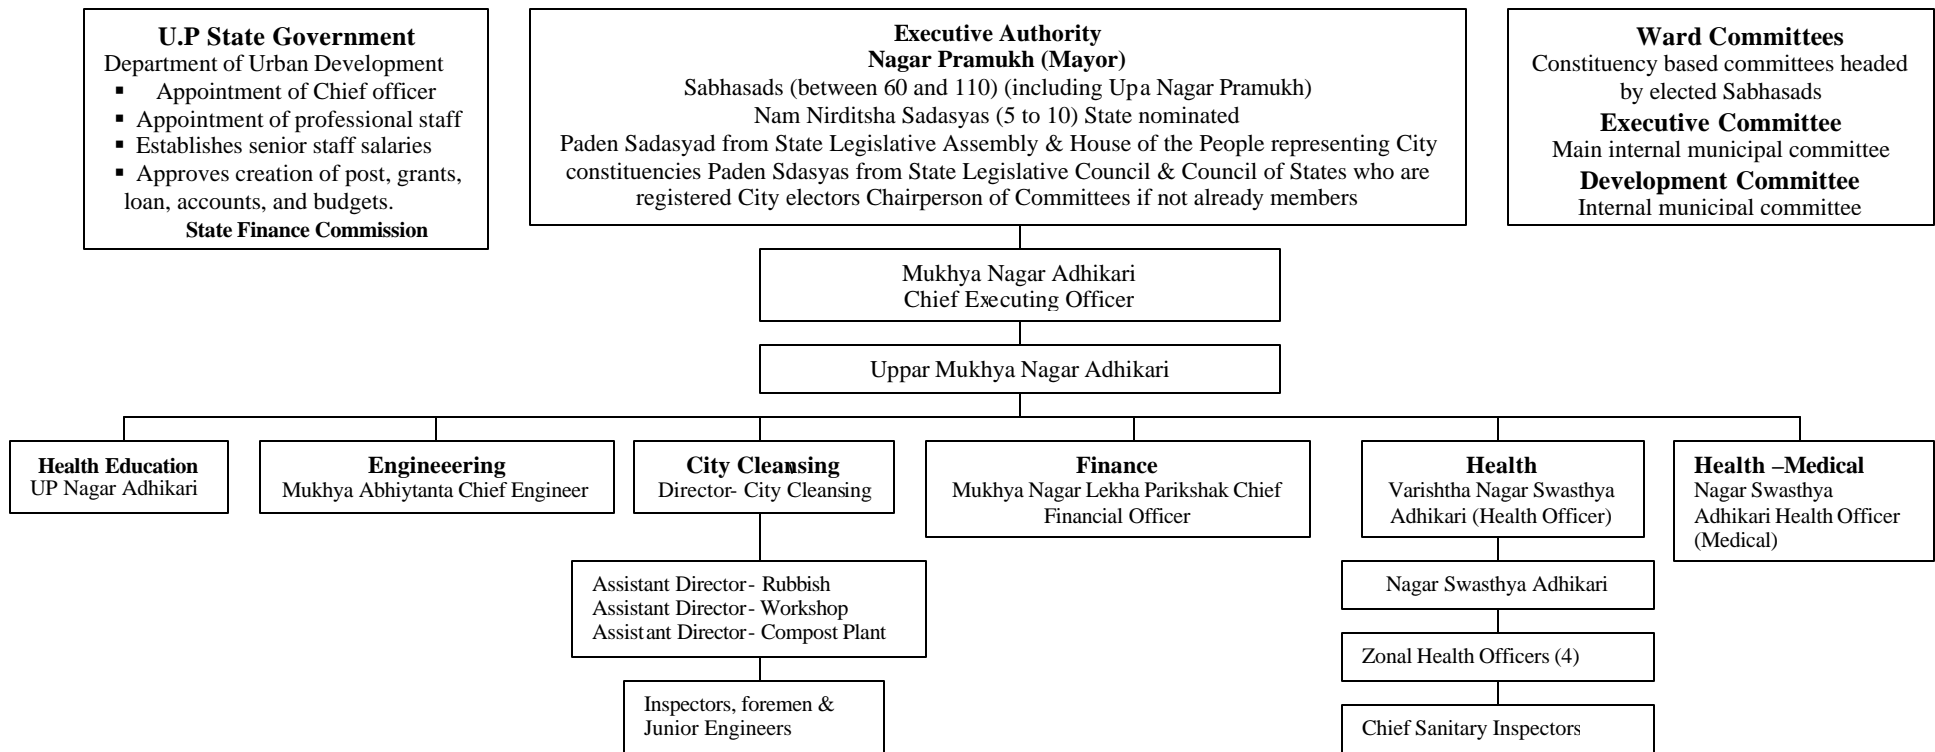 U.P State Government
Department of Urban Development
▪ Appointment of Chief officer
▪ Appointment of professional staff
▪ Establishes senior staff salaries
▪ Approves creation of post, grants,
loan, accounts, and budgets.
State Finance Commission
Executive Authority
Nagar Pramukh (Mayor)
Sabhasads (between 60 and 110) (including Upa Nagar Pramukh)
Nam Nirditsha Sadasyas (5 to 10) State nominated
Paden Sadasyad from State Legislative Assembly & House of the People representing City
constituencies Paden Sdasyas from State Legislative Council & Council of States who are
registered City electors Chairperson of Committees if not already members
Ward Committees
Constituency based committees headed
by elected Sabhasads
Executive Committee
Main internal municipal committee
Development Committee
Internal municipal committee
Mukhya Nagar Adhikari
Chief Executing Officer
Uppar Mukhya Nagar Adhikari
Health Education
UP Nagar Adhikari
Engineeering
Mukhya Abhiytanta Chief Engineer
City Cleansing
Director- City Cleansing
Finance
Mukhya Nagar Lekha Parikshak Chief
Financial Officer
Health
Varishtha Nagar Swasthya
Adhikari (Health Officer)
Health –Medical
Nagar Swasthya
Adhikari Health Officer
(Medical)
Assistant Director- Rubbish
Assistant Director- Workshop
Assistant Director- Compost Plant
Nagar Swasthya Adhikari
Zonal Health Officers (4)
Inspectors, foremen &
Junior Engineers
Chief Sanitary Inspectors